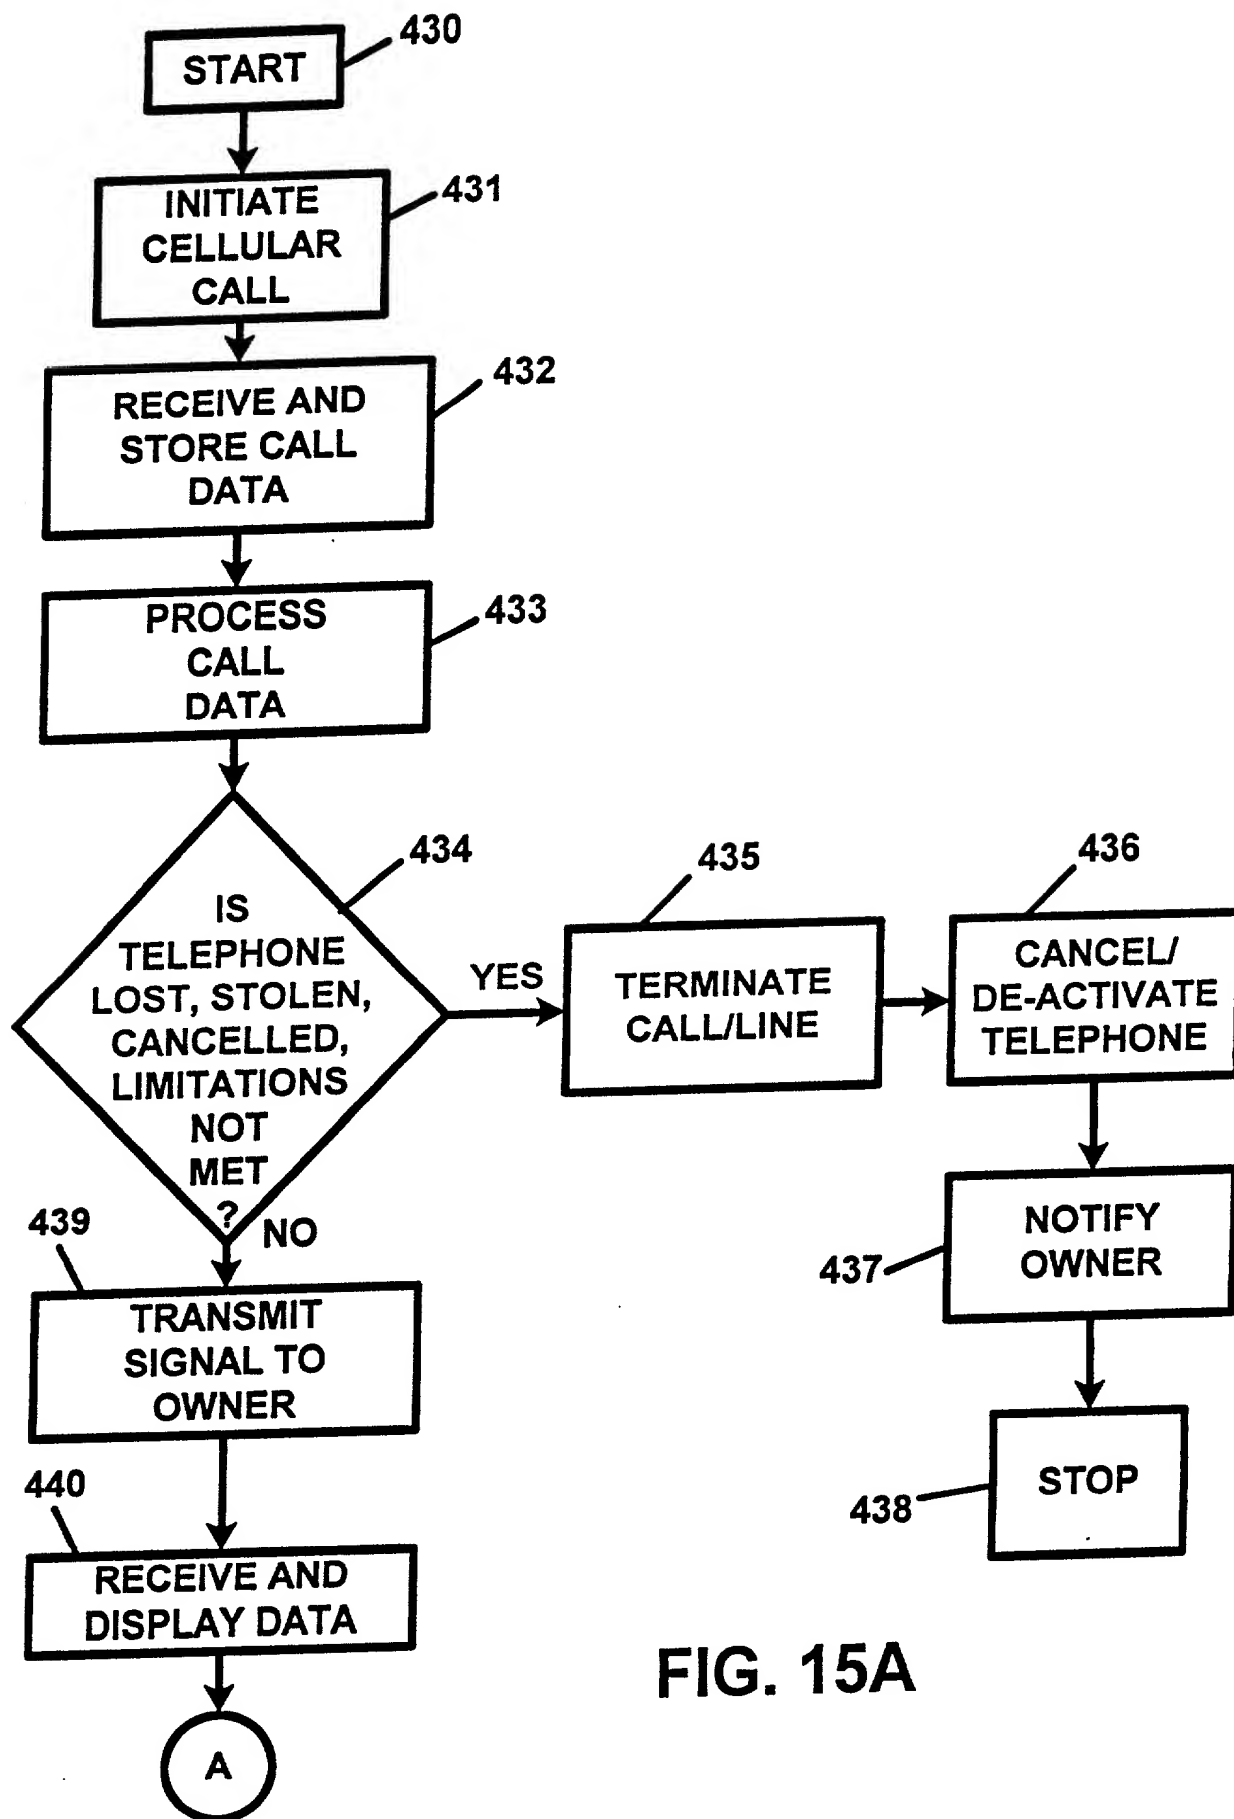 START
430
INITIATE
CELLULAR
CALL
431
RECEIVE AND
STORE CALL
DATA
432
PROCESS
CALL
DATA
433
IS
TELEPHONE
LOST, STOLEN,
CANCELLED,
LIMITATIONS
NOT
MET
?
434
YES
TERMINATE
CALL/LINE
435
CANCEL/
DE-ACTIVATE
TELEPHONE
436
NOTIFY
OWNER
437
STOP
438
NO
439
TRANSMIT
SIGNAL TO
OWNER
440
RECEIVE AND
DISPLAY DATA
A
FIG. 15A